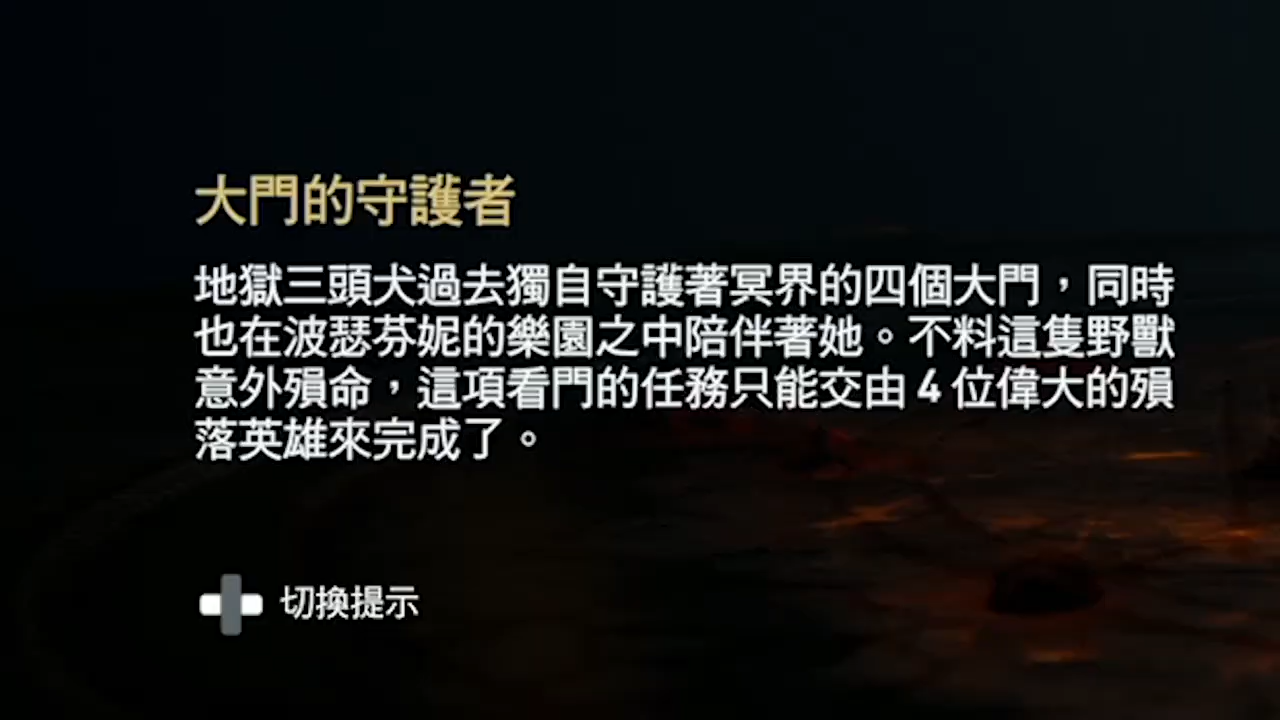 大門的守護者
地獄三頭犬過去獨自守護著冥界的四個大門，同時
也在波瑟芬妮的樂園之中陪伴著她。不料這隻野獸
意外殞命，這項看門的任務只能交由 4 位偉大的殞
落英雄來完成了。
切換提示